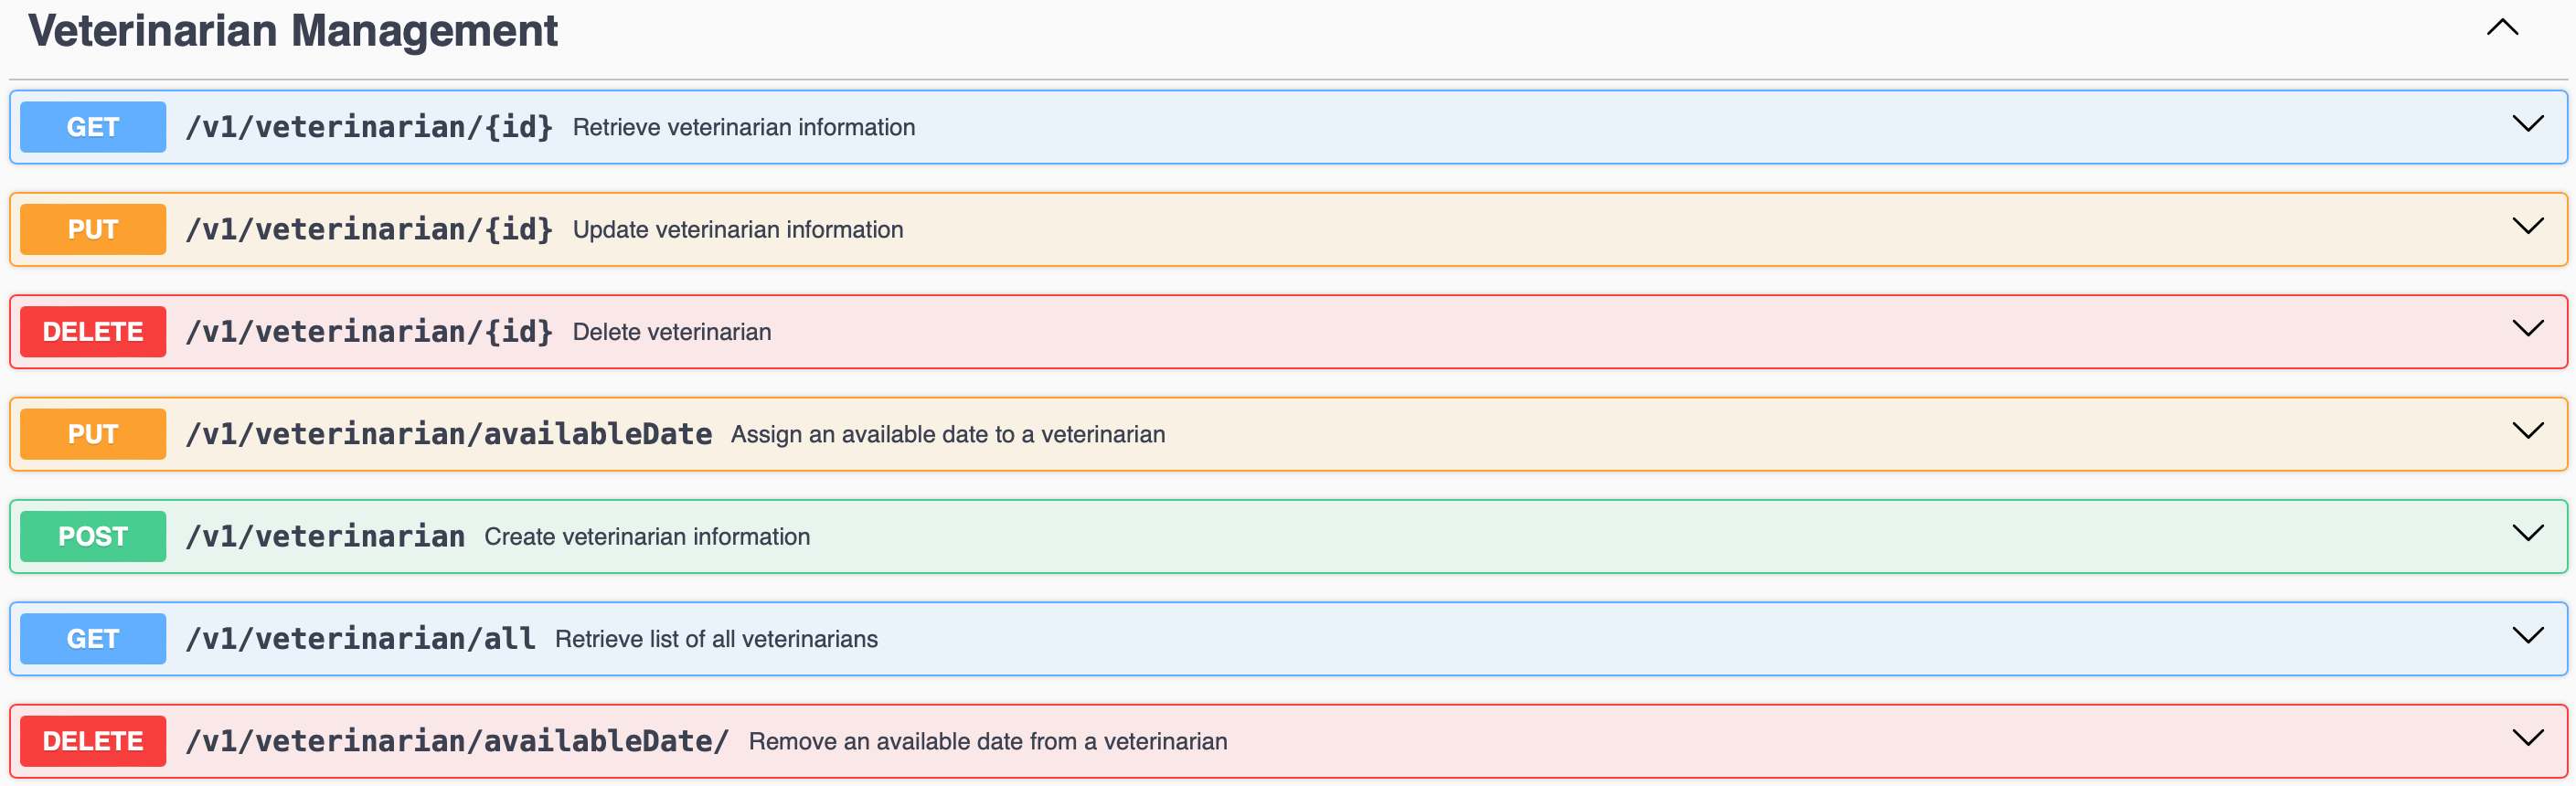 Veterinarian Management
GET /v1/veterinarian/{id} Retrieve veterinarian information
PUT /v1/veterinarian/{id} Update veterinarian information
DELETE /v1/veterinarian/{id} Delete veterinarian
PUT /v1/veterinarian/availableDate Assign an available date to a veterinarian
POST /v1/veterinarian Create veterinarian information
GET /v1/veterinarian/all Retrieve list of all veterinarians
DELETE /v1/veterinarian/availableDate/ Remove an available date from a veterinarian